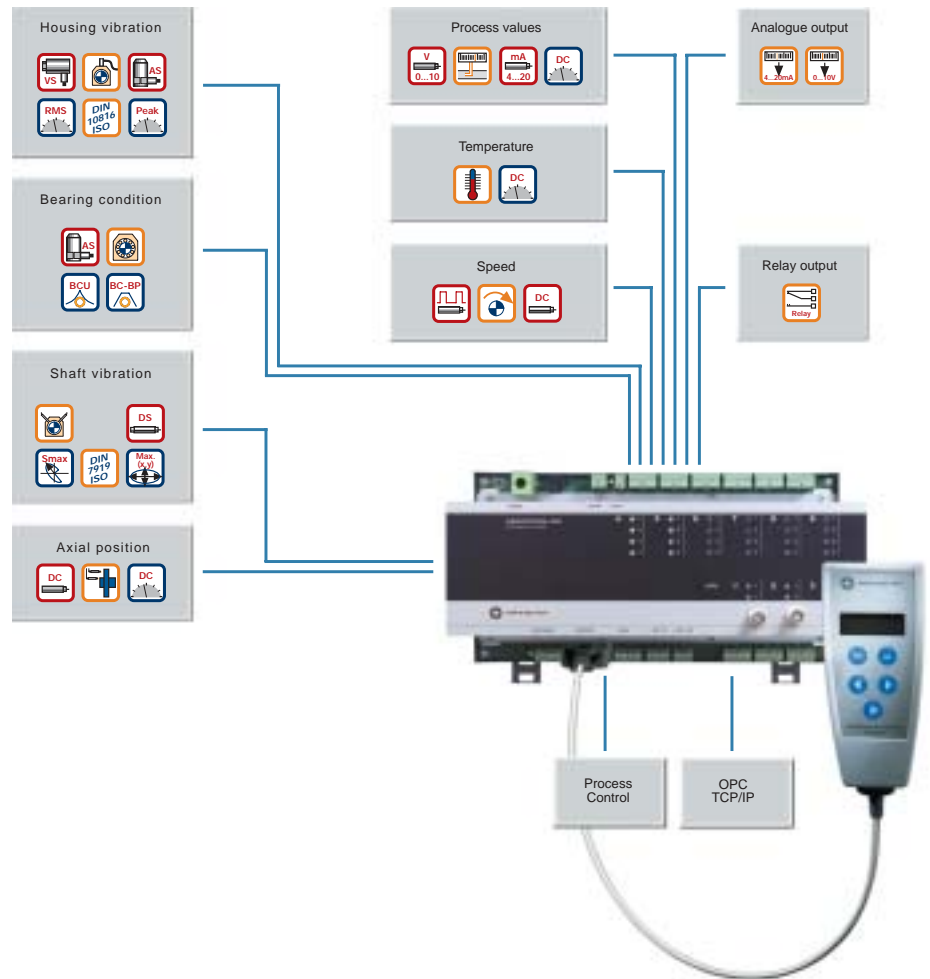 Housing vibration
VS
AS
RMS
DIN
10816
ISO
Peak
Bearing condition
AS
BCU
BC-BP
Shaft vibration
DS
Smax
DIN
7919
ISO
Max.
(x,y)
Axial position
DC
DC
Process values
V
0...10
mA
4...20
DC
Temperature
DC
Speed
DC
Analogue output
4...20mA
0...10V
Relay output
Relay
Process
Control
OPC
TCP/IP